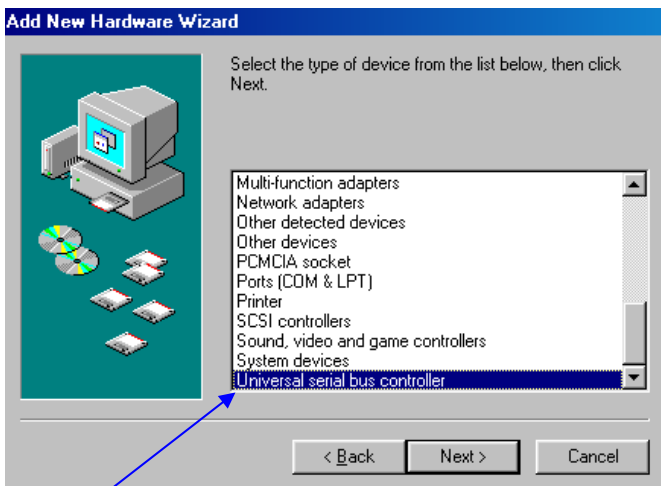 Add New Hardware Wizard
Select the type of device from the list below, then click
Next.
Multi-function adapters
Network adapters
Other detected devices
Other devices
PCMCIA socket
Ports (COM & LPT)
Printer
SCSI controllers
Sound, video and game controllers
System devices
Universal serial bus controller
< Back
Next >
Cancel